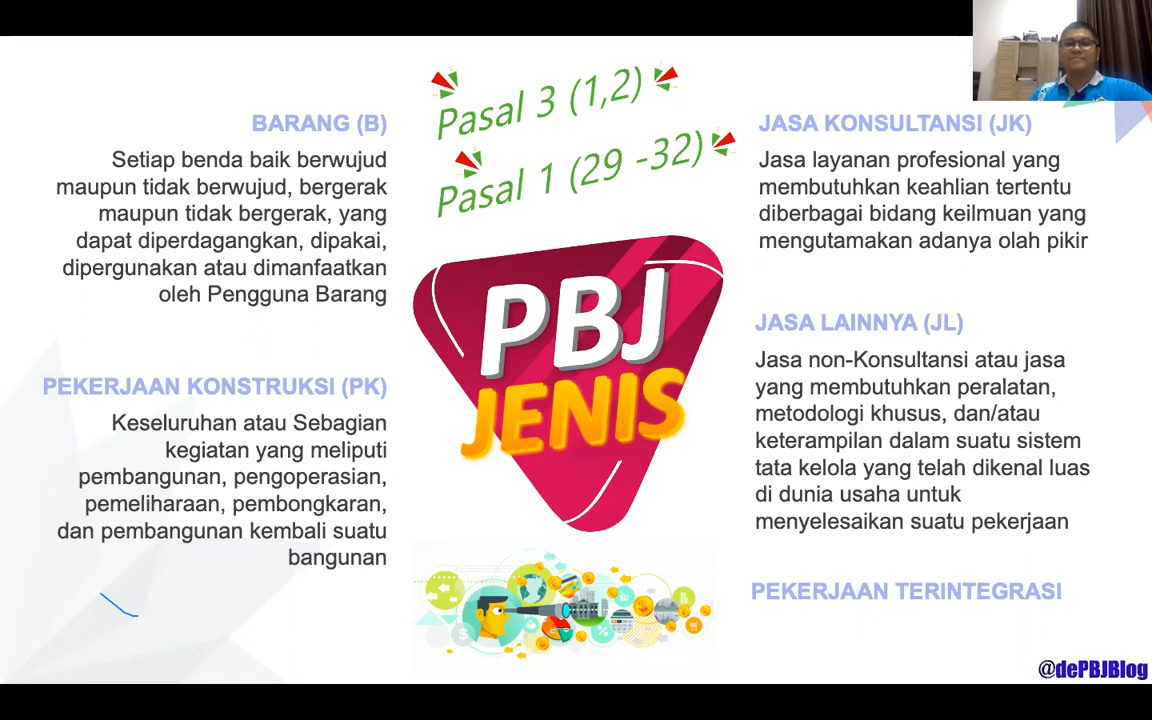 Pasal 3 (1,2)
Pasal 1 (29 -32)
BARANG (B)
Setiap benda baik berwujud
maupun tidak berwujud, bergerak
maupun tidak bergerak, yang
dapat diperdagangkan, dipakai,
dipergunakan atau dimanfaatkan
oleh Pengguna Barang
PEKERJAAN KONSTRUKSI (PK)
Keseluruhan atau Sebagian
kegiatan yang meliputi
pembangunan, pengoperasian,
pemeliharaan, pembongkaran,
dan pembangunan kembali suatu
bangunan
PBJ
JENIS
JASA KONSULTANSI (JK)
Jasa layanan profesional yang
membutuhkan keahlian tertentu
diberbagai bidang keilmuan yang
mengutamakan adanya olah pikir
JASA LAINNYA (JL)
Jasa non-Konsultansi atau jasa
yang membutuhkan peralatan,
metodologi khusus, dan/atau
keterampilan dalam suatu sistem
tata kelola yang telah dikenal luas
di dunia usaha untuk
menyelesaikan suatu pekerjaan
PEKERJAAN TERINTEGRASI
@dePBJBlog